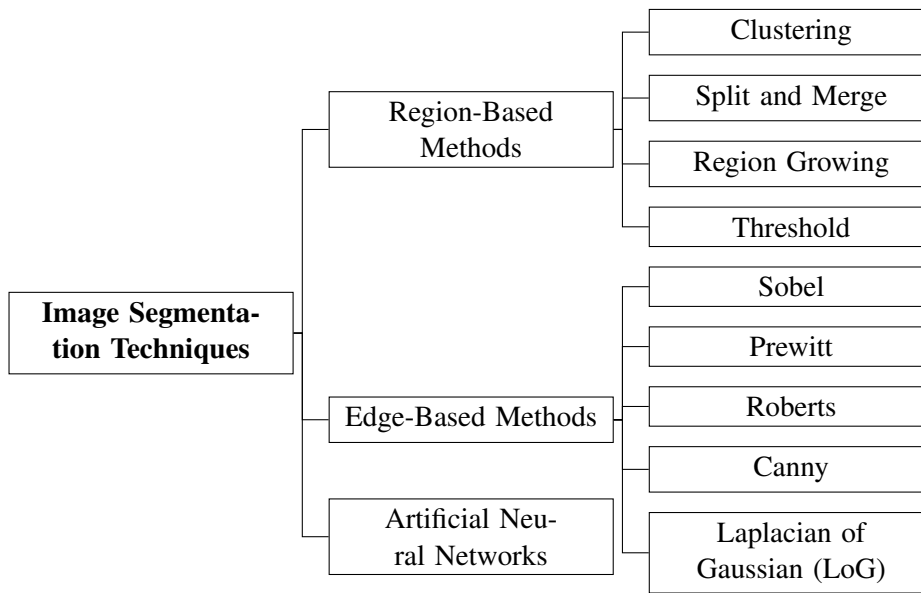 Image Segmenta-
tion Techniques
Region-Based
Methods
Clustering
Split and Merge
Region Growing
Threshold
Edge-Based Methods
Sobel
Prewitt
Roberts
Canny
Laplacian of
Gaussian (LoG)
Artificial Neu-
ral Networks